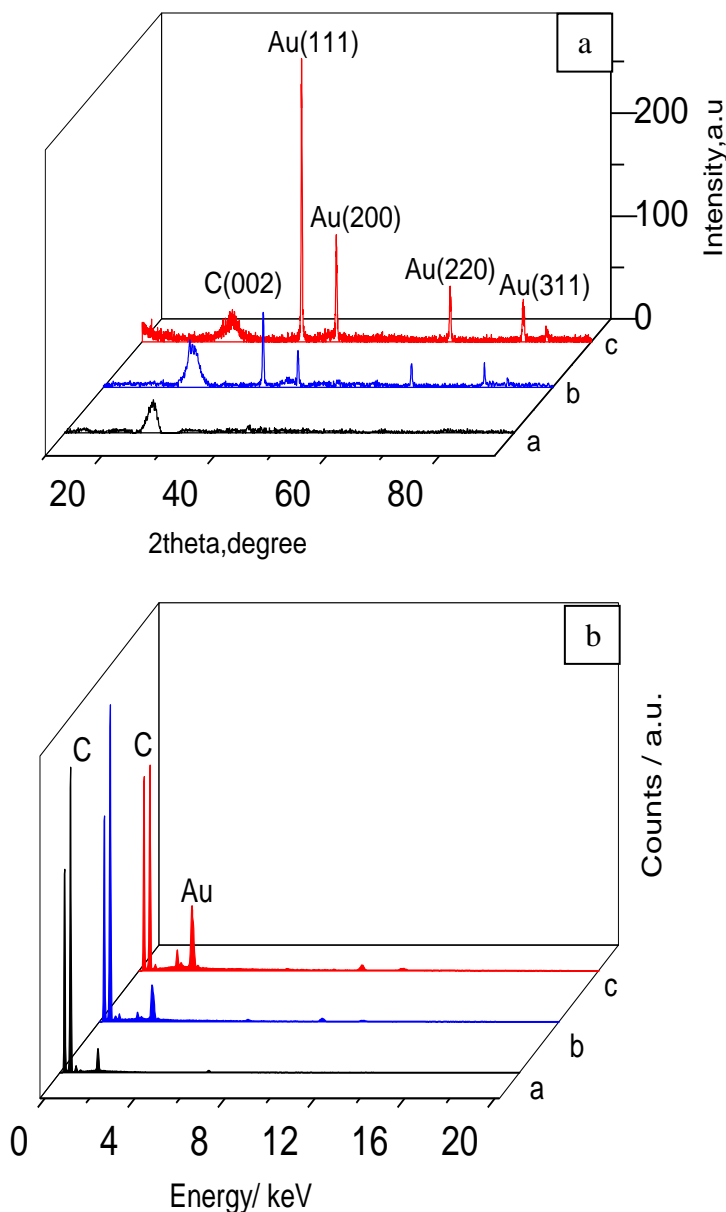 a
Au(111)
200
Intensity,a.u
Au(200)
100
C(002)
Au(220)
Au(311)
0
c
b
a
20 40 60 80
2theta,degree
b
C
C
Counts / a.u.
Au
c
b
a
0 4 8 12 16 20
Energy/ keV